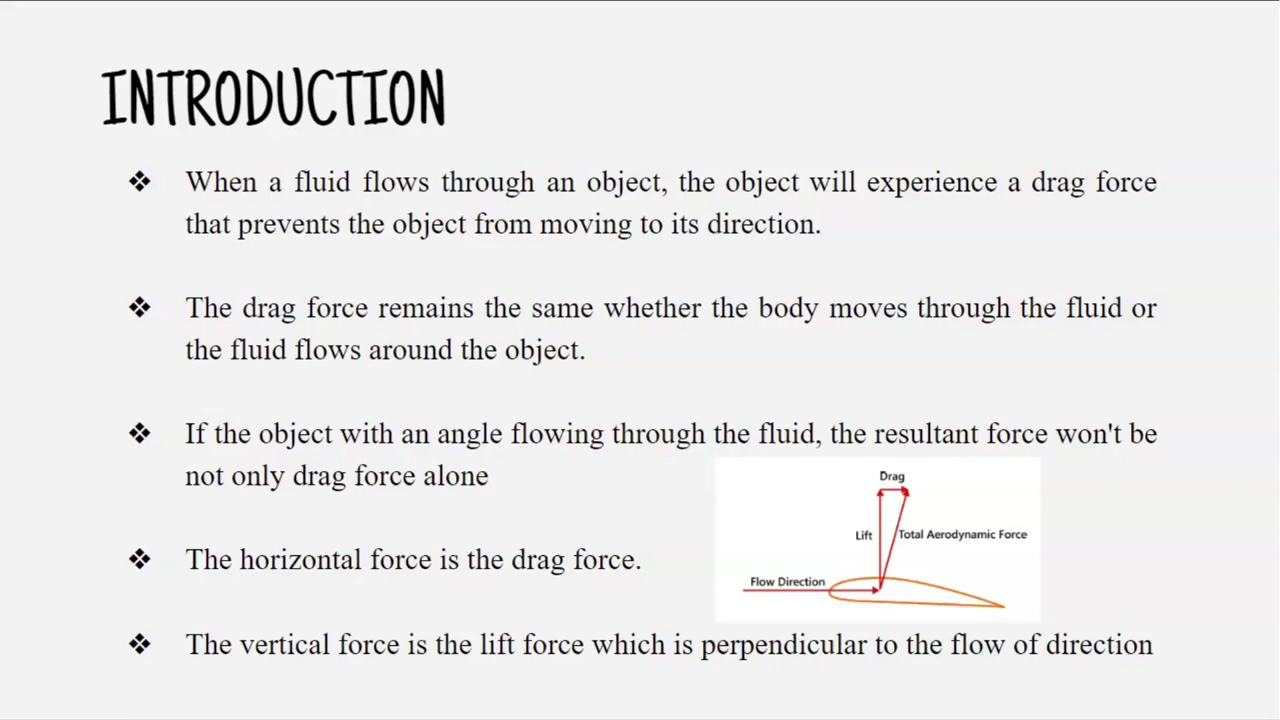 INTRODUCTION
❖ When a fluid flows through an object, the object will experience a drag force
that prevents the object from moving to its direction.
❖ The drag force remains the same whether the body moves through the fluid or
the fluid flows around the object.
❖ If the object with an angle flowing through the fluid, the resultant force won't be
not only drag force alone
Drag
Lift
Total Aerodynamic Force
❖ The horizontal force is the drag force.
Flow Direction
❖ The vertical force is the lift force which is perpendicular to the flow of direction